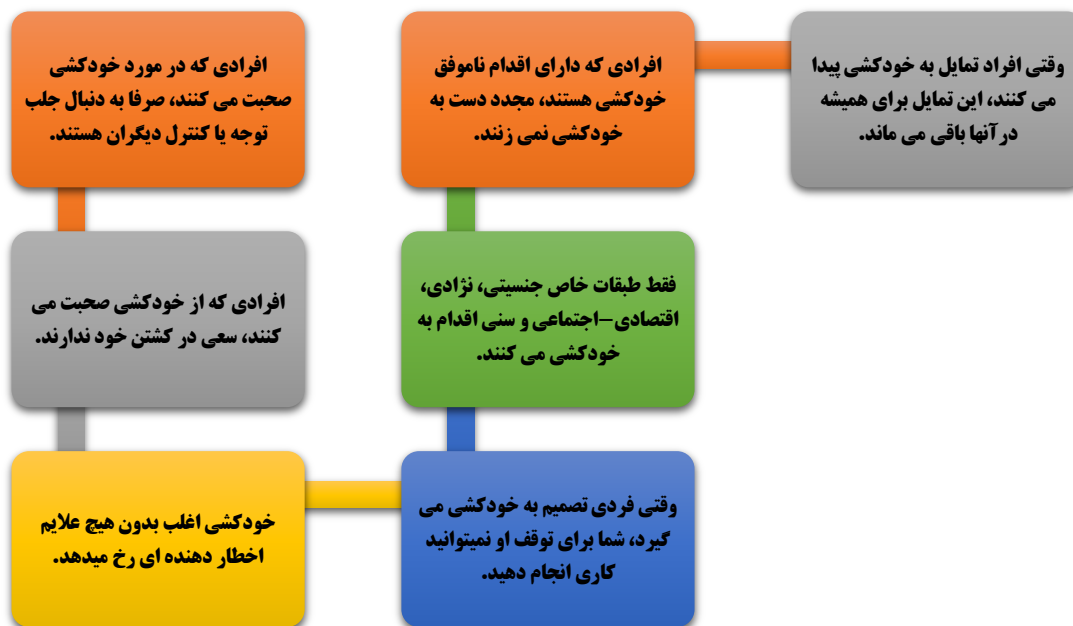 افرادی که در مورد خودکشی
صحبت می کنند، صرفا به دنبال جلب
توجه یا کنترل دیگران هستند.
افرادی که از خودکشی صحبت می
کنند، سعی در کشتن خود ندارند.
خودکشی اغلب بدون هیچ علایم
اخطار دهنده ای رخ میدهد.
وقتی فردی تصمیم به خودکشی می
گیرد، شما برای توقف او نمیتوانید
کاری انجام دهید.
فقط طبقات خاص جنسیتی، نژادی،
اقتصادی–اجتماعی و سنی اقدام به
خودکشی می کنند.
افرادی که دارای اقدام ناموفق
خودکشی هستند، مجدد دست به
خودکشی نمی زنند.
وقتی افراد تمایل به خودکشی پیدا
می کنند، این تمایل برای همیشه
درآنها باقی می ماند.